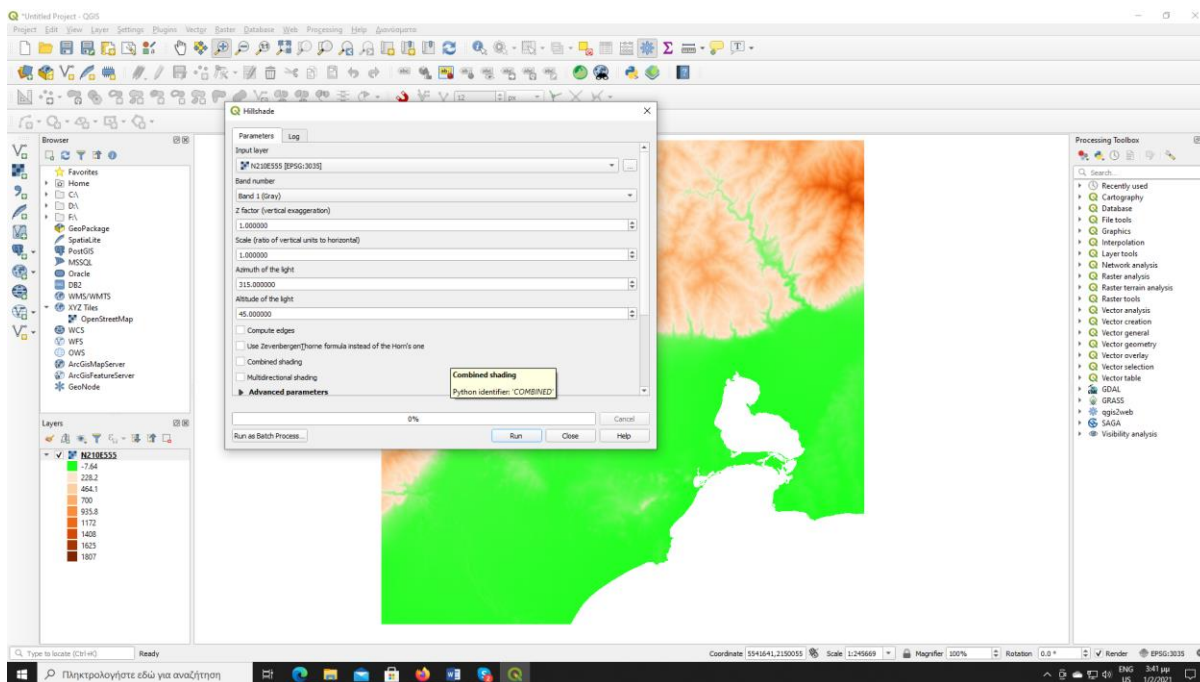 *Untitled Project - QGIS
Project Edit View Layer Settings Plugins Vector Raster Database Web Processing Help Διανύσματα
12 px
Hillshade
Parameters Log
Input layer
N210E555 [EPSG:3035]
Band number
Band 1 (Gray)
Z factor (vertical exaggeration)
1.000000
Scale (ratio of vertical units to horizontal)
1.000000
Azimuth of the light
315.000000
Altitude of the light
45.000000
Compute edges
Use ZevenbergenThorne formula instead of the Horn's one
Combined shading
Multidirectional shading
Advanced parameters
Combined shading
Python identifier: 'COMBINED'
0% Cancel
Run as Batch Process... Run Close Help
Browser
Favorites
Home
C:\
D:\
F:\
GeoPackage
SpatiaLite
PostGIS
MSSQL
Oracle
DB2
WMS/WMTS
XYZ Tiles
OpenStreetMap
WCS
WFS
OWS
ArcGisMapServer
ArcGisFeatureServer
GeoNode
Layers
N210E555
-7.64
228.2
464.1
700
935.8
1172
1408
1625
1807
Processing Toolbox
Search...
Recently used
Cartography
Database
File tools
Graphics
Interpolation
Layer tools
Network analysis
Raster analysis
Raster terrain analysis
Raster tools
Vector analysis
Vector creation
Vector general
Vector geometry
Vector overlay
Vector selection
Vector table
GDAL
GRASS
qgis2web
SAGA
Visibility analysis
Type to locate (Ctrl+K) Ready Coordinate 5541641,2150055 Scale 1:245669 Magnifier 100% Rotation 0.0 ° Render EPSG:3035
Πληκτρολογήστε εδώ για αναζήτηση
ENG 3:41 μμ
US 1/2/2021